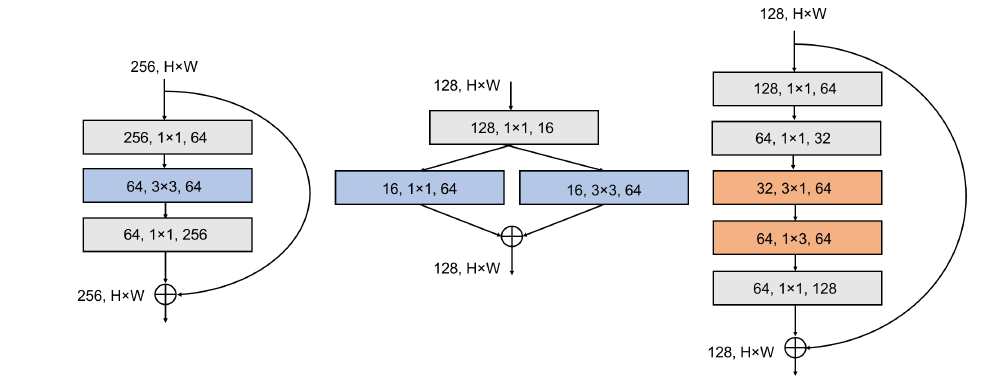 256, H×W
256, 1×1, 64
64, 3×3, 64
64, 1×1, 256
256, H×W
128, H×W
128, 1×1, 16
16, 1×1, 64
16, 3×3, 64
128, H×W
128, H×W
128, 1×1, 64
64, 1×1, 32
32, 3×1, 64
64, 1×3, 64
64, 1×1, 128
128, H×W